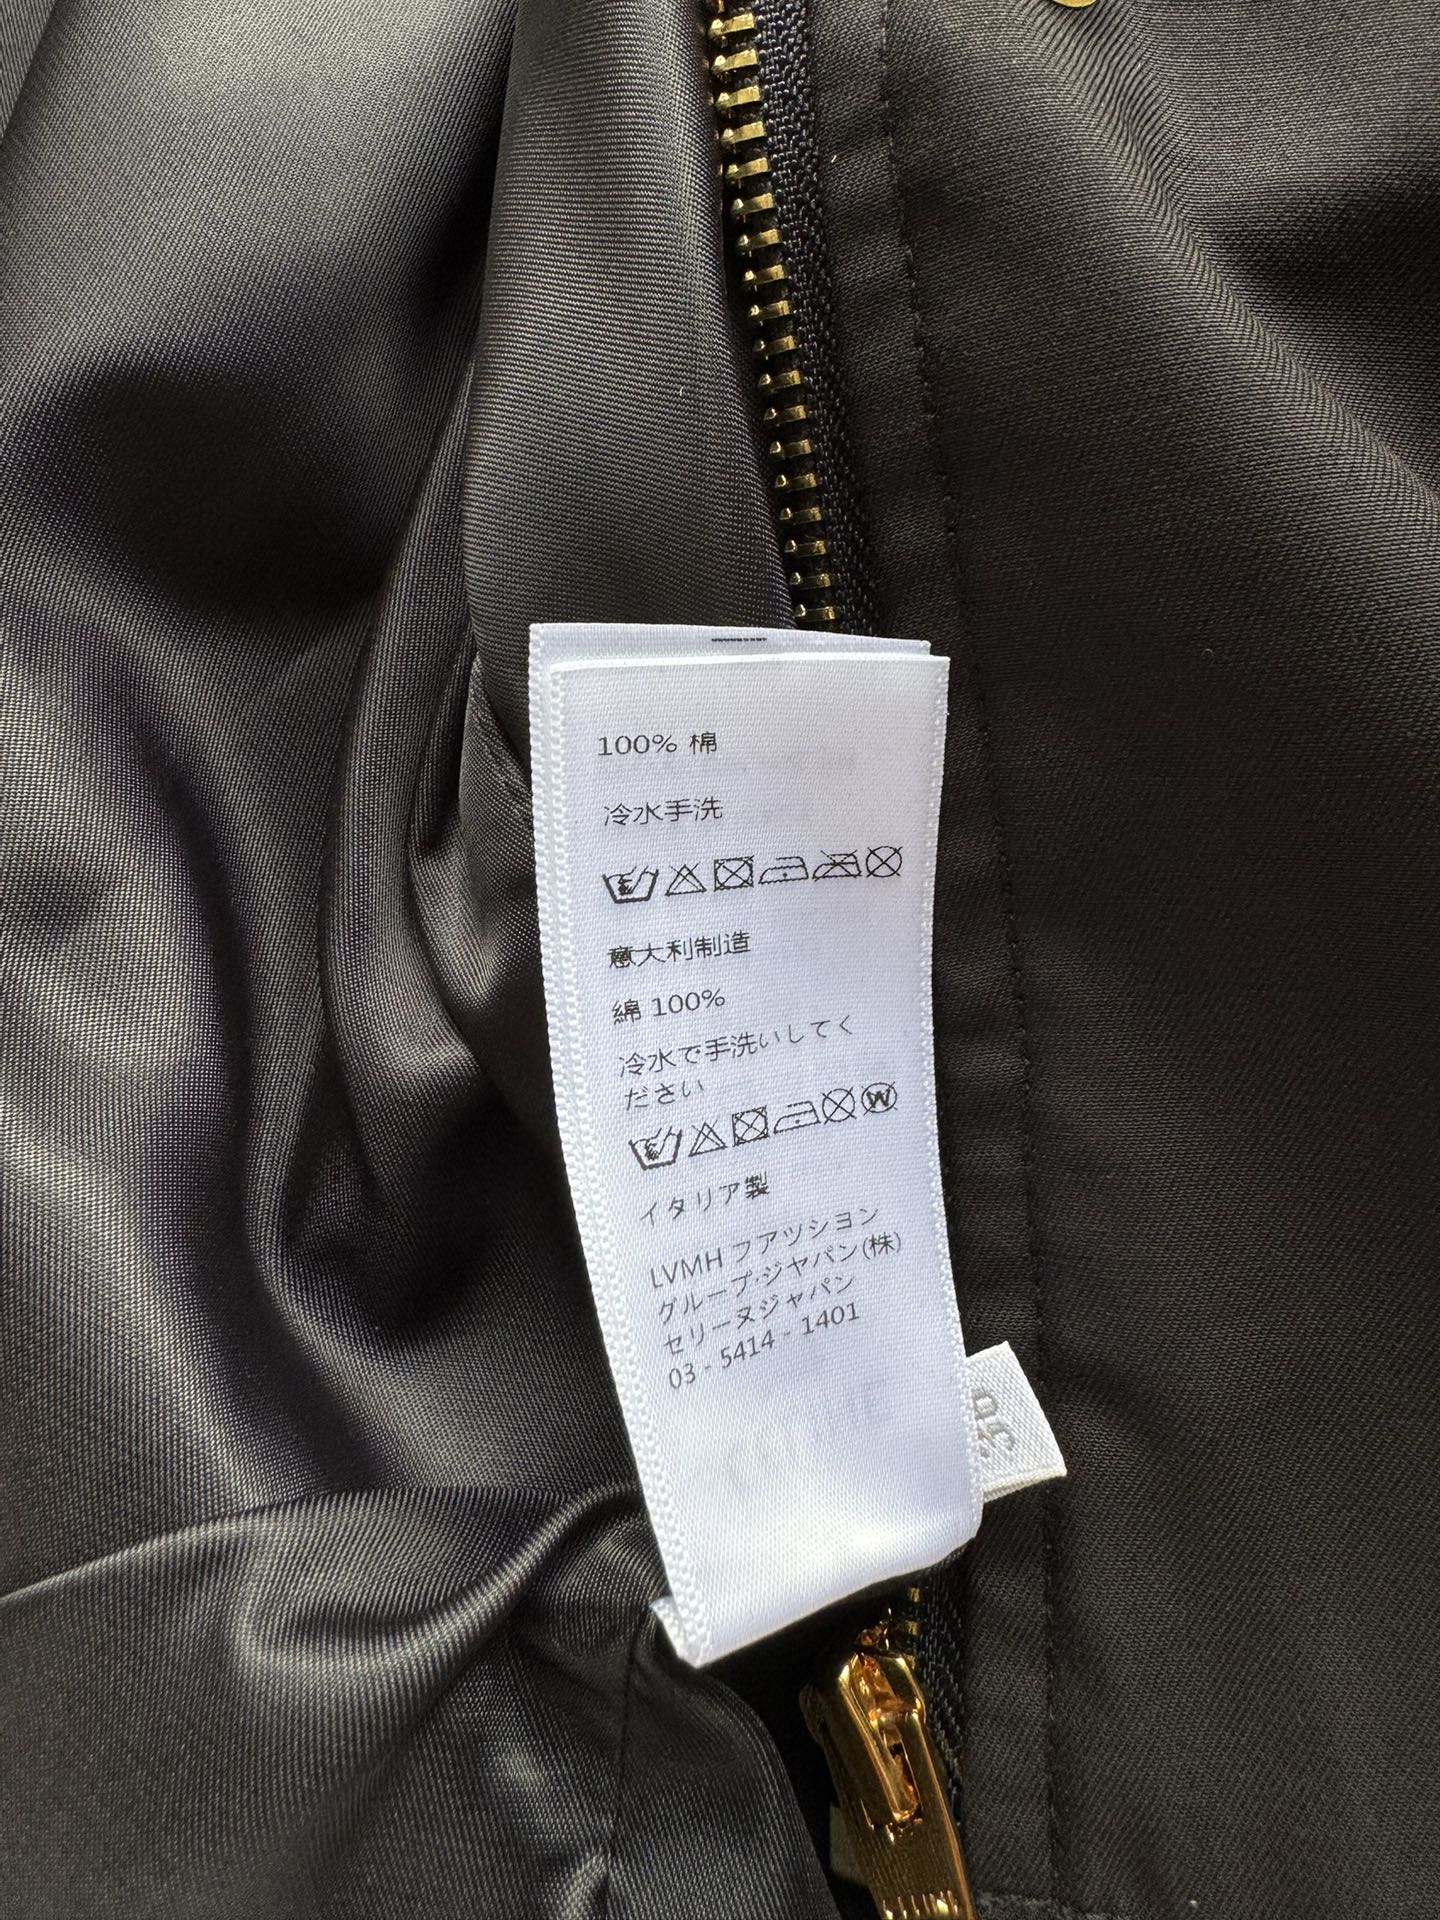 100% 棉
冷水手洗
意大利制造
綿 100%
冷水で手洗いしてく
ださい
W
イタリア製
LVMH ファッション
グループ・ジャパン(株)
セリーヌジャパン
03 - 5414 - 1401